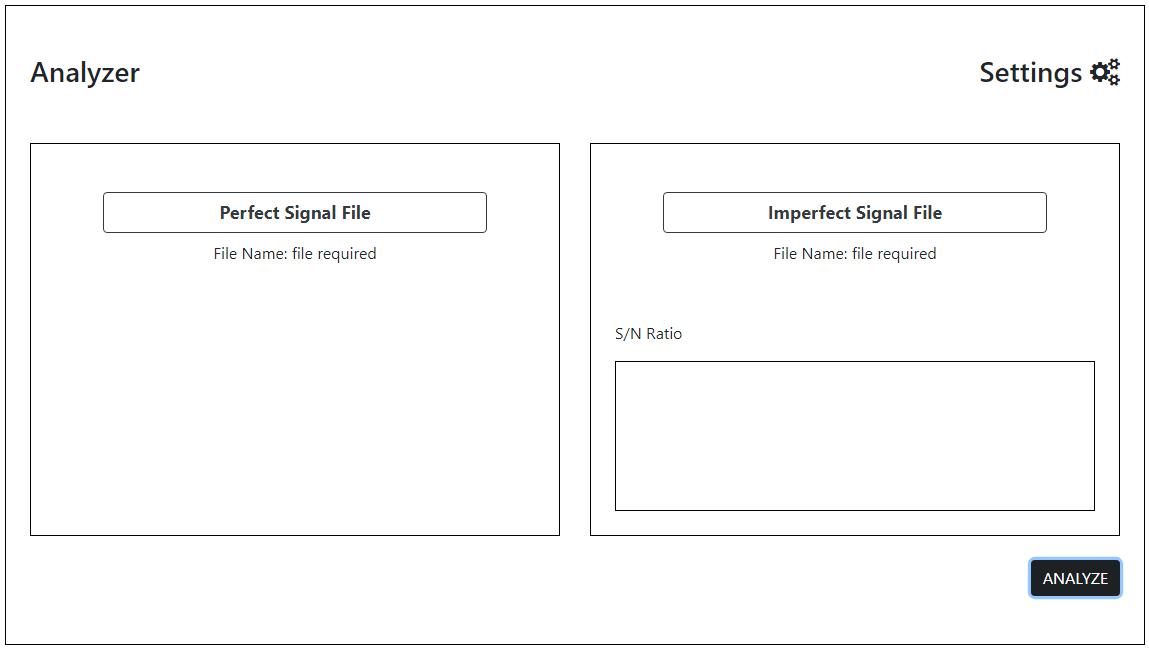 Analyzer
Settings
Perfect Signal File
File Name: file required
Imperfect Signal File
File Name: file required
S/N Ratio
ANALYZE